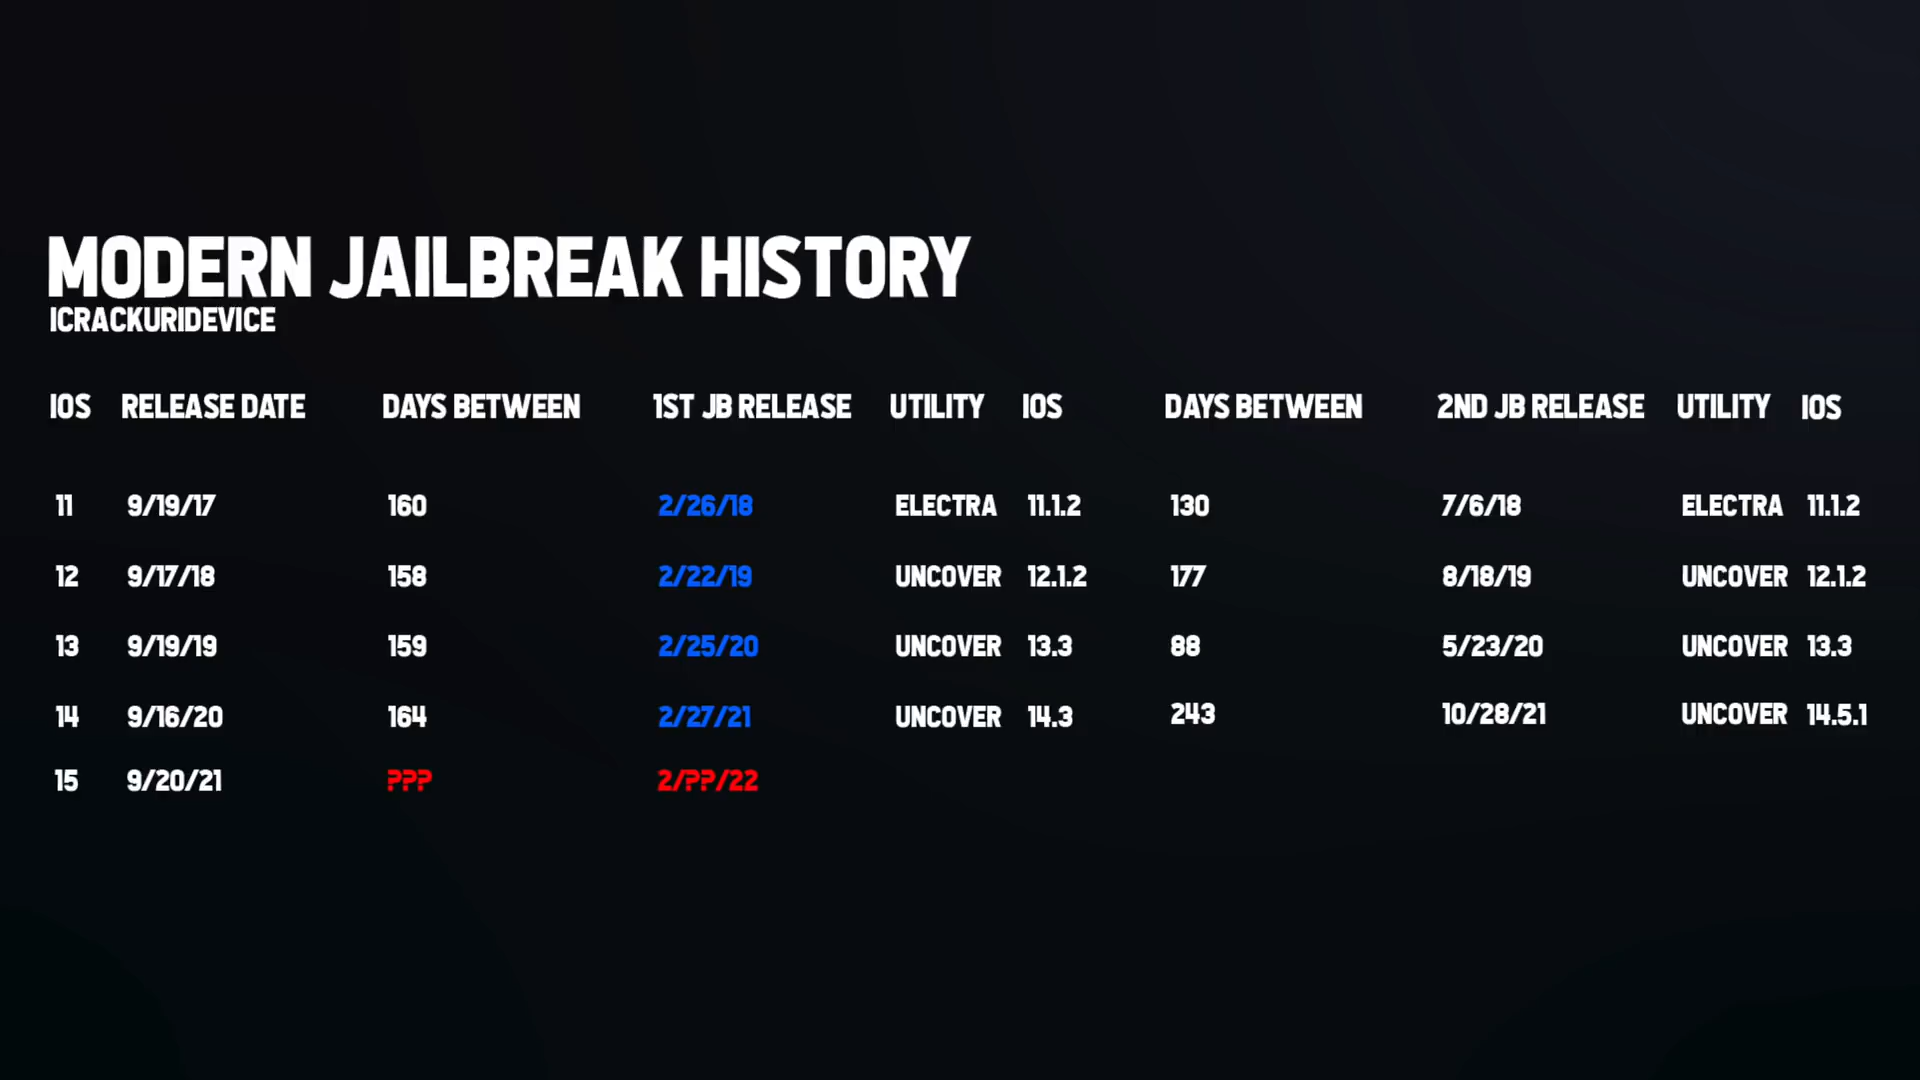 MODERN JAILBREAK HISTORY
ICRACKURIDEVICE
IOS RELEASE DATE DAYS BETWEEN 1ST JB RELEASE UTILITY IOS DAYS BETWEEN 2ND JB RELEASE UTILITY IOS
11 9/19/17 160 2/26/18 ELECTRA 11.1.2 130 7/6/18 ELECTRA 11.1.2
12 9/17/18 158 2/22/19 UNCOVER 12.1.2 177 8/18/19 UNCOVER 12.1.2
13 9/19/19 159 2/25/20 UNCOVER 13.3 88 5/23/20 UNCOVER 13.3
14 9/16/20 164 2/27/21 UNCOVER 14.3 243 10/28/21 UNCOVER 14.5.1
15 9/20/21 ??? 2/??/22